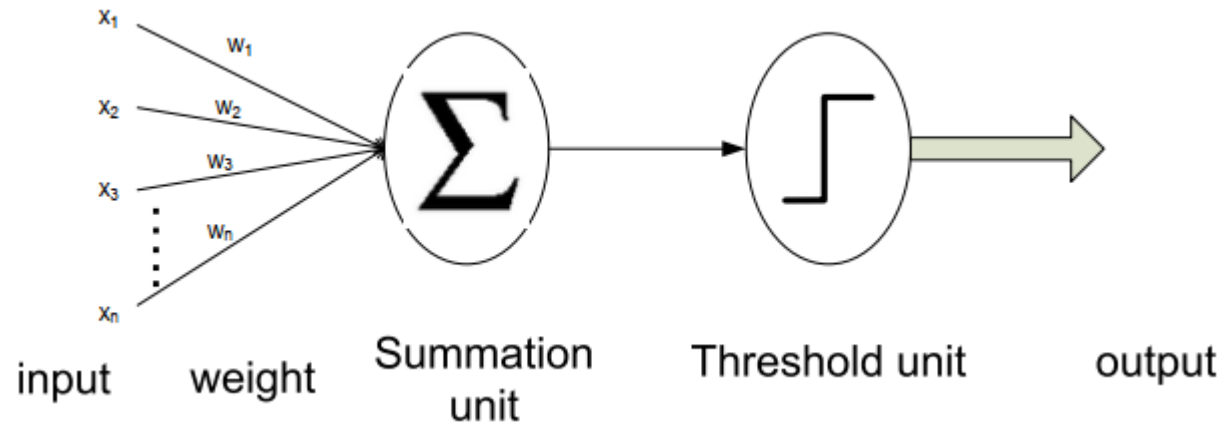 x₁
w₁
x₂
w₂
x₃
w₃
wₙ
xₙ
Σ
input
weight
Summation
unit
Threshold unit
output